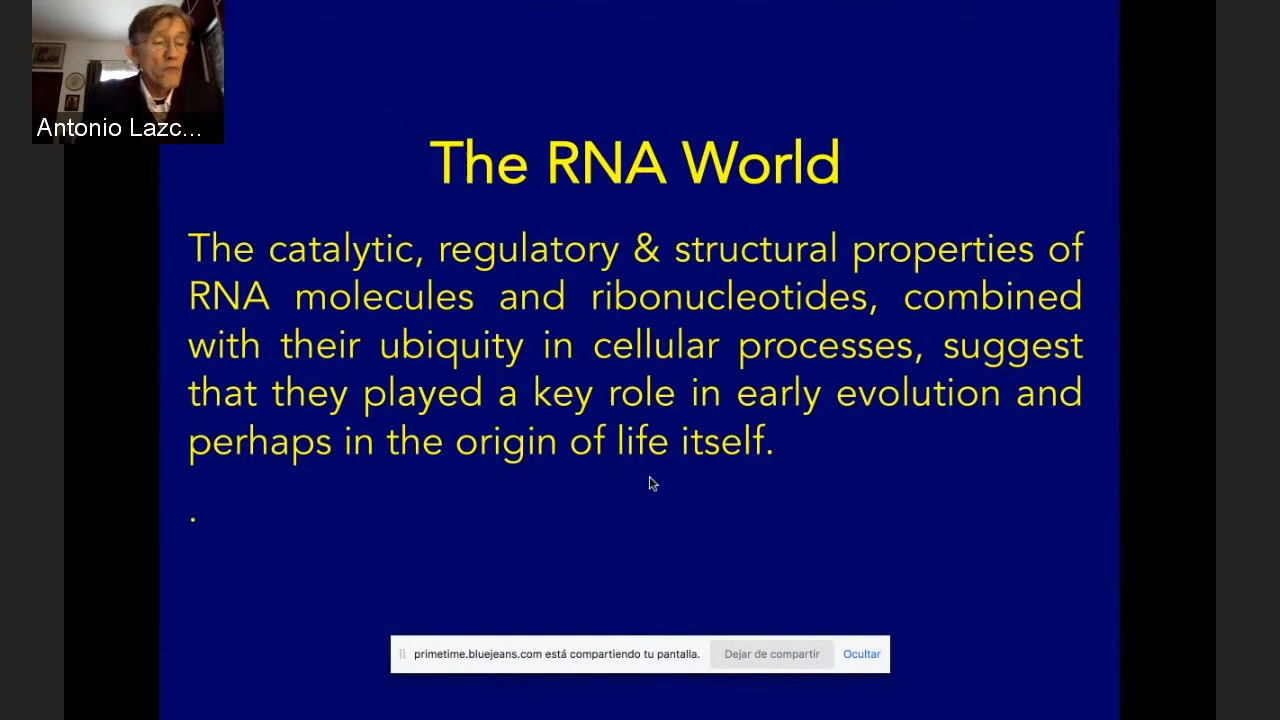 Antonio Lazc...
The RNA World
The catalytic, regulatory & structural properties of
RNA molecules and ribonucleotides, combined
with their ubiquity in cellular processes, suggest
that they played a key role in early evolution and
perhaps in the origin of life itself.
.
primetime.bluejeans.com está compartiendo tu pantalla. Dejar de compartir Ocultar